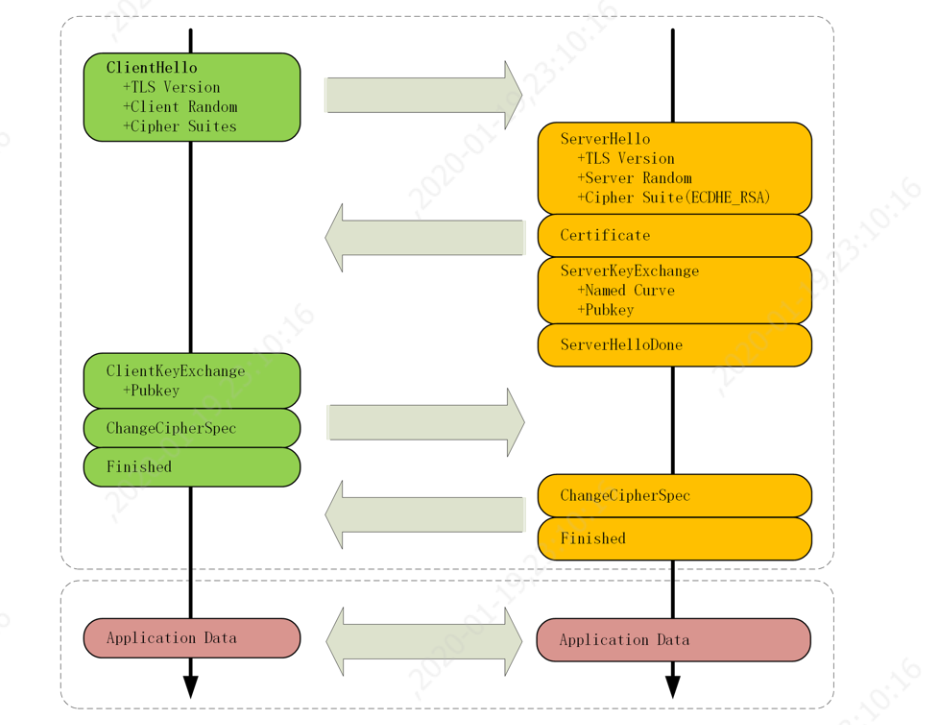 ClientHello
+TLS Version
+Client Random
+Cipher Suites
ServerHello
+TLS Version
+Server Random
+Cipher Suite(ECDHE_RSA)
Certificate
ServerKeyExchange
+Named Curve
+Pubkey
ServerHelloDone
ClientKeyExchange
+Pubkey
ChangeCipherSpec
Finished
ChangeCipherSpec
Finished
Application Data
Application Data
,2020-01-19,23:10:16